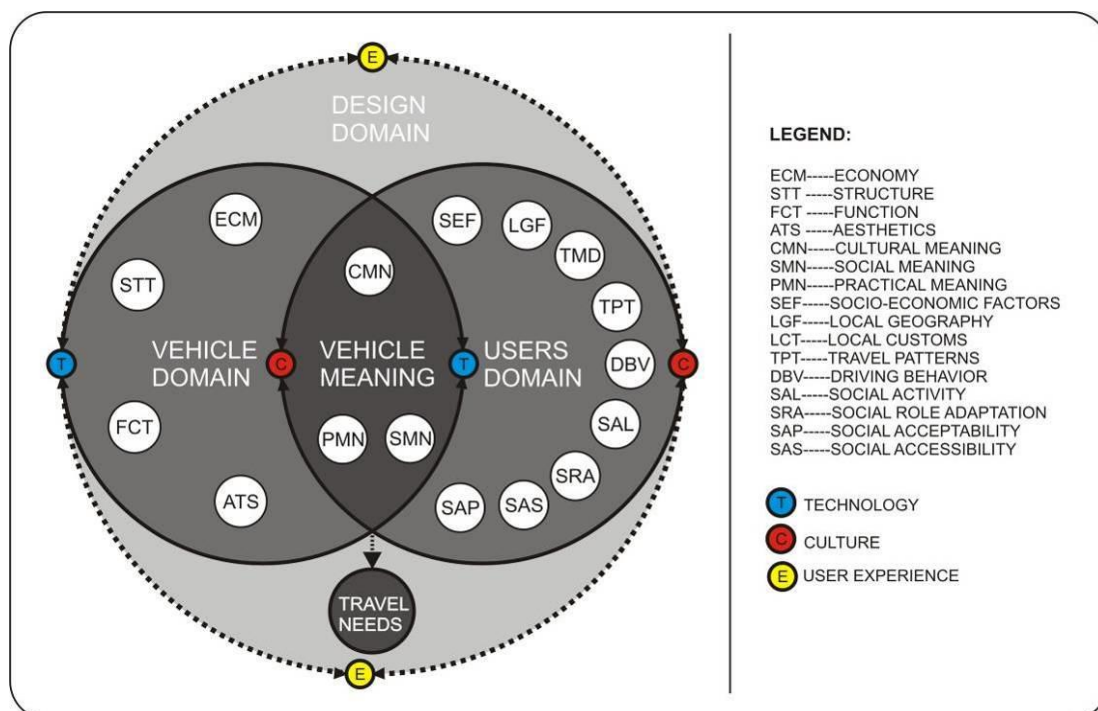 E
DESIGN
DOMAIN
ECM
SEF
LGF
TMD
CMN
STT
TPT
T
VEHICLE
DOMAIN
C
VEHICLE
MEANING
T
USERS
DOMAIN
DBV
C
FCT
PMN
SMN
SAL
SRA
ATS
SAP
SAS
TRAVEL
NEEDS
E
LEGEND:
ECM-----ECONOMY
STT -----STRUCTURE
FCT -----FUNCTION
ATS -----AESTHETICS
CMN-----CULTURAL MEANING
SMN-----SOCIAL MEANING
PMN-----PRACTICAL MEANING
SEF-----SOCIO-ECONOMIC FACTORS
LGF-----LOCAL GEOGRAPHY
LCT-----LOCAL CUSTOMS
TPT-----TRAVEL PATTERNS
DBV-----DRIVING BEHAVIOR
SAL-----SOCIAL ACTIVITY
SRA-----SOCIAL ROLE ADAPTATION
SAP-----SOCIAL ACCEPTABILITY
SAS-----SOCIAL ACCESSIBILITY
T TECHNOLOGY
C CULTURE
E USER EXPERIENCE